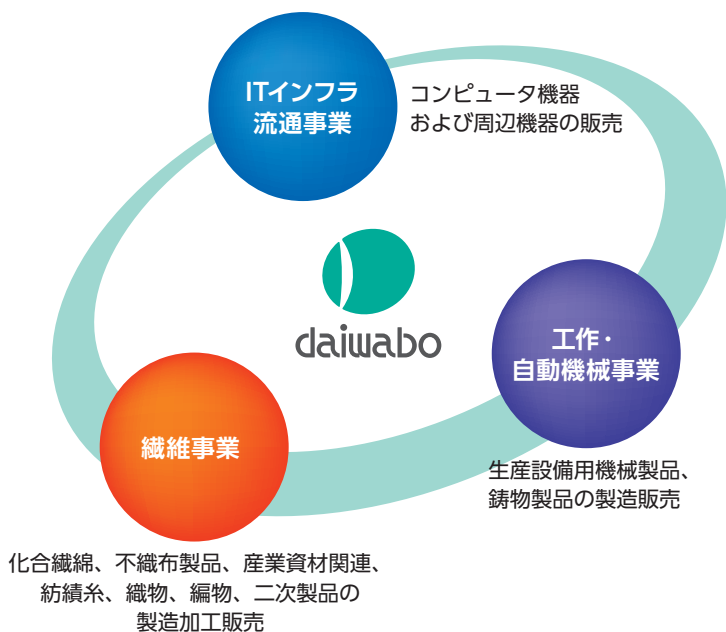 ITインフラ
流通事業
コンピュータ機器
および周辺機器の販売
daiwabo
工作・
自動機械事業
生産設備用機械製品、
鋳物製品の製造販売
繊維事業
化合繊綿、不織布製品、産業資材関連、
紡績糸、織物、編物、二次製品の
製造加工販売